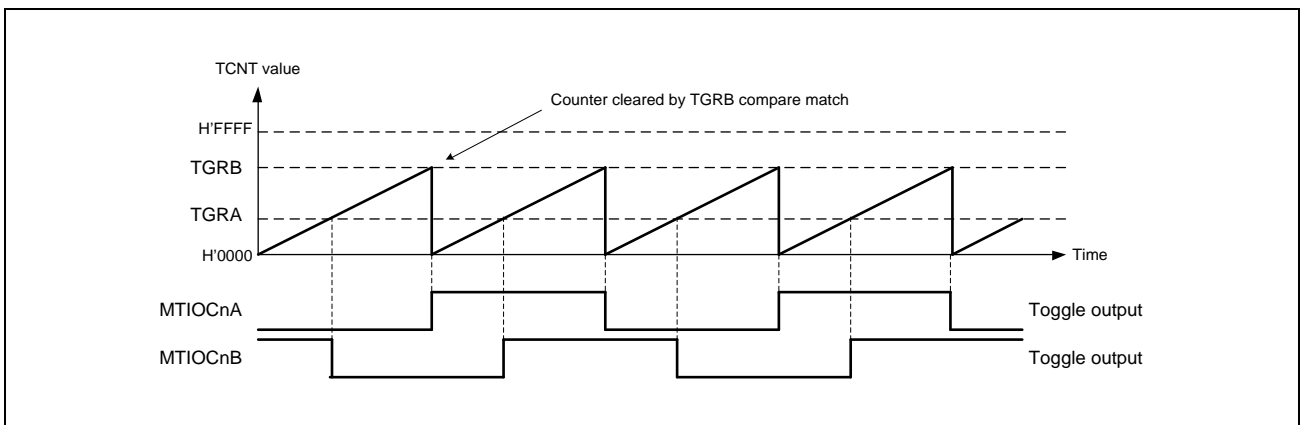 TCNT value
Counter cleared by TGRB compare match
H'FFFF
TGRB
TGRA
H'0000
Time
MTIOCnA
Toggle output
MTIOCnB
Toggle output